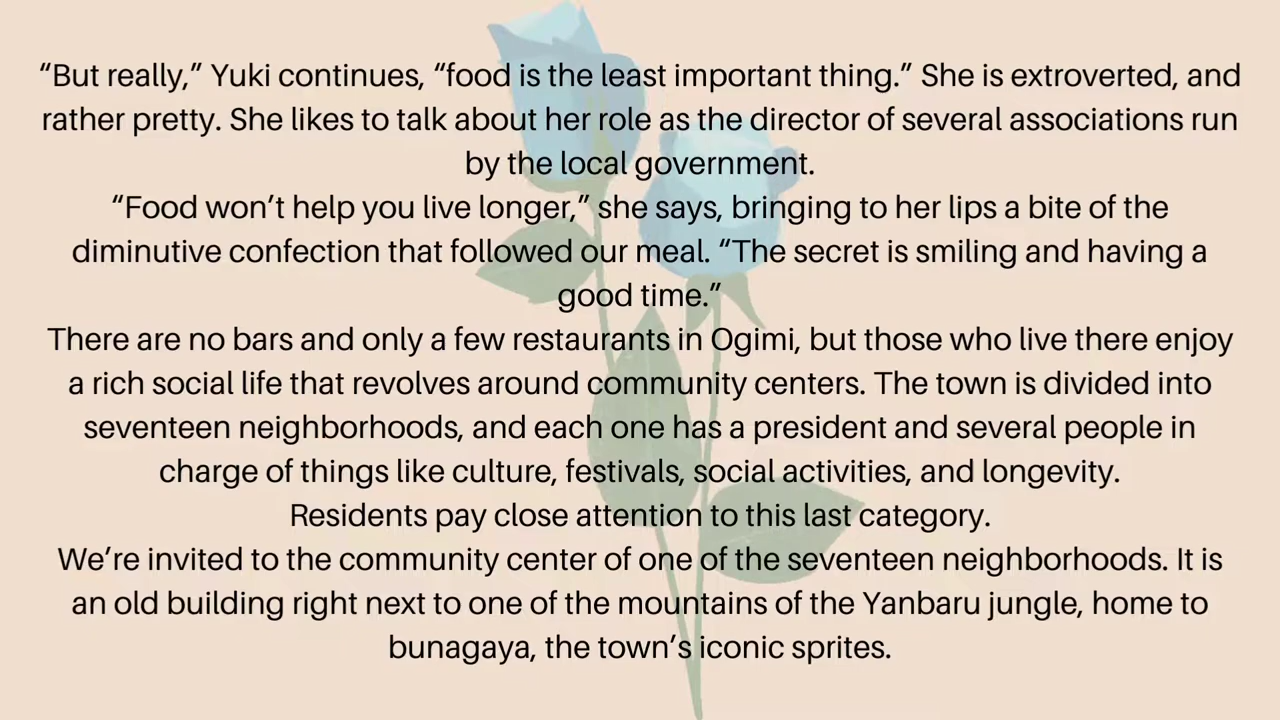 “But really,” Yuki continues, “food is the least important thing.” She is extroverted, and
rather pretty. She likes to talk about her role as the director of several associations run
by the local government.
“Food won’t help you live longer,” she says, bringing to her lips a bite of the
diminutive confection that followed our meal. “The secret is smiling and having a
good time.”
There are no bars and only a few restaurants in Ogimi, but those who live there enjoy
a rich social life that revolves around community centers. The town is divided into
seventeen neighborhoods, and each one has a president and several people in
charge of things like culture, festivals, social activities, and longevity.
Residents pay close attention to this last category.
We’re invited to the community center of one of the seventeen neighborhoods. It is
an old building right next to one of the mountains of the Yanbaru jungle, home to
bunagaya, the town’s iconic sprites.